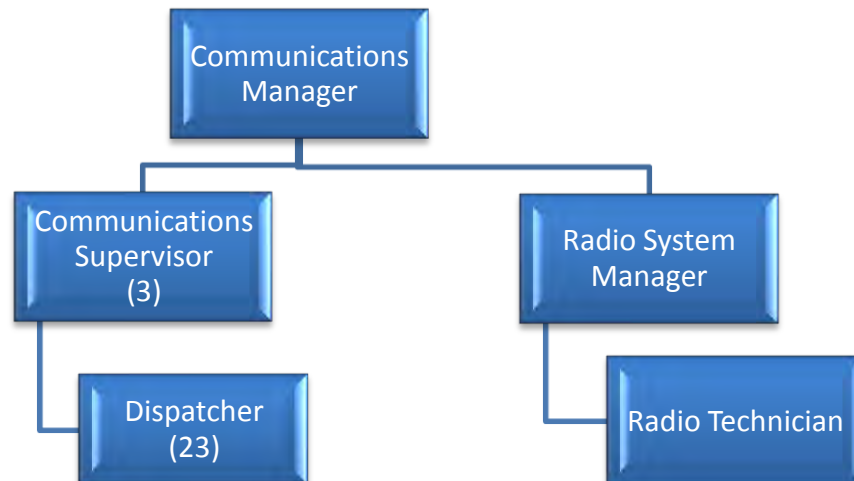 Communications
Manager
Communications
Supervisor
(3)
Radio System
Manager
Dispatcher
(23)
Radio Technician